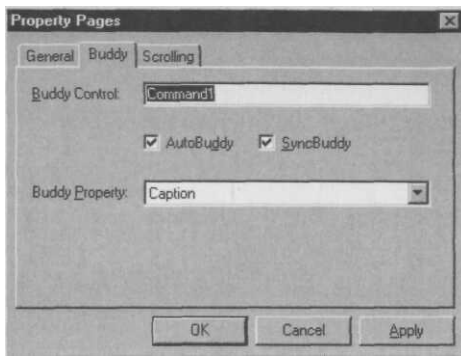 Property Pages
General Buddy Scrolling
Buddy Control: Command1
AutoBuddy SyncBuddy
Buddy Property: Caption
OK Cancel Apply